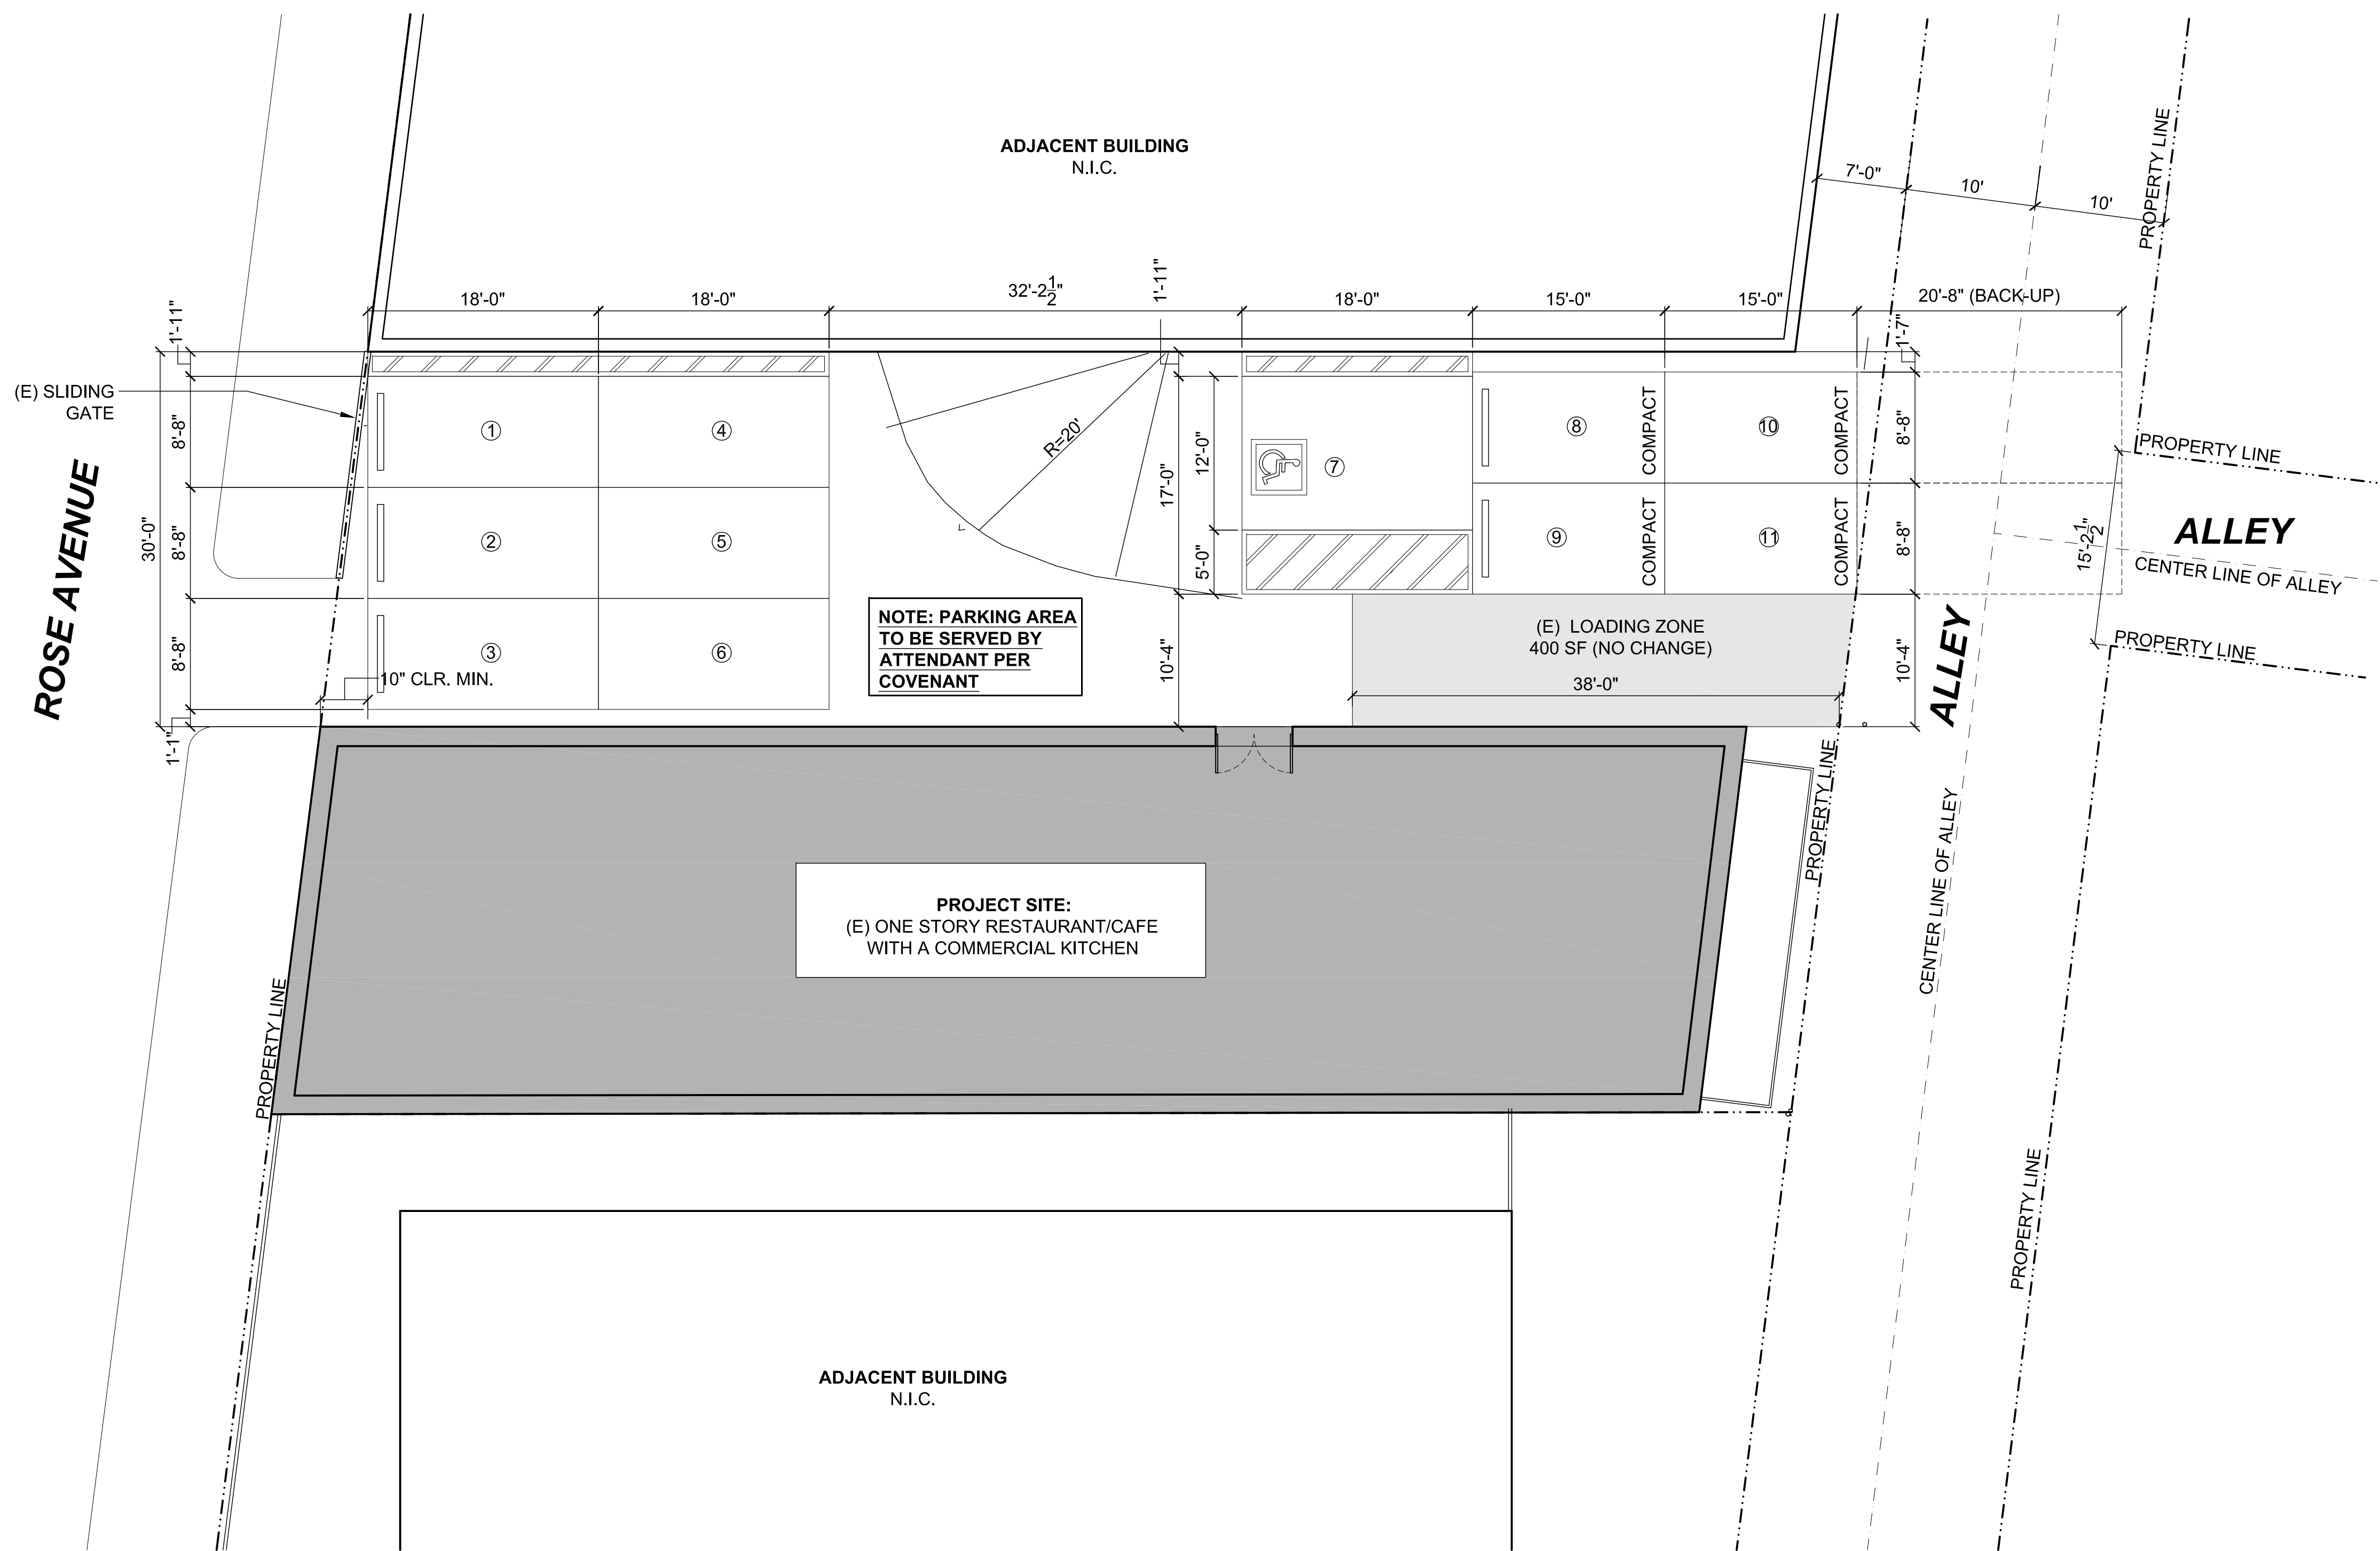 ADJACENT BUILDING
N.I.C.
7'-0"
10'
10'
PROPERTY LINE
18'-0"
18'-0"
32'-2 1/2"
1'-11"
18'-0"
15'-0"
15'-0"
20'-8" (BACK-UP)
1'-11"
1'-7"
(E) SLIDING
GATE
8'-8"
8'-8"
8'-8"
30'-0"
1'-1"
ROSE AVENUE
1
4
2
5
3
6
10" CLR. MIN.
R=20'
12'-0"
17'-0"
5'-0"
10'-4"
7
8
COMPACT
10
COMPACT
9
COMPACT
11
COMPACT
8'-8"
8'-8"
10'-4"
NOTE: PARKING AREA
TO BE SERVED BY
ATTENDANT PER
COVENANT
(E) LOADING ZONE
400 SF (NO CHANGE)
38'-0"
PROPERTY LINE
ALLEY
15'-2 1/2"
CENTER LINE OF ALLEY
PROPERTY LINE
ALLEY
PROPERTY LINE
CENTER LINE OF ALLEY
PROJECT SITE:
(E) ONE STORY RESTAURANT/CAFE
WITH A COMMERCIAL KITCHEN
PROPERTY LINE
PROPERTY LINE
ADJACENT BUILDING
N.I.C.